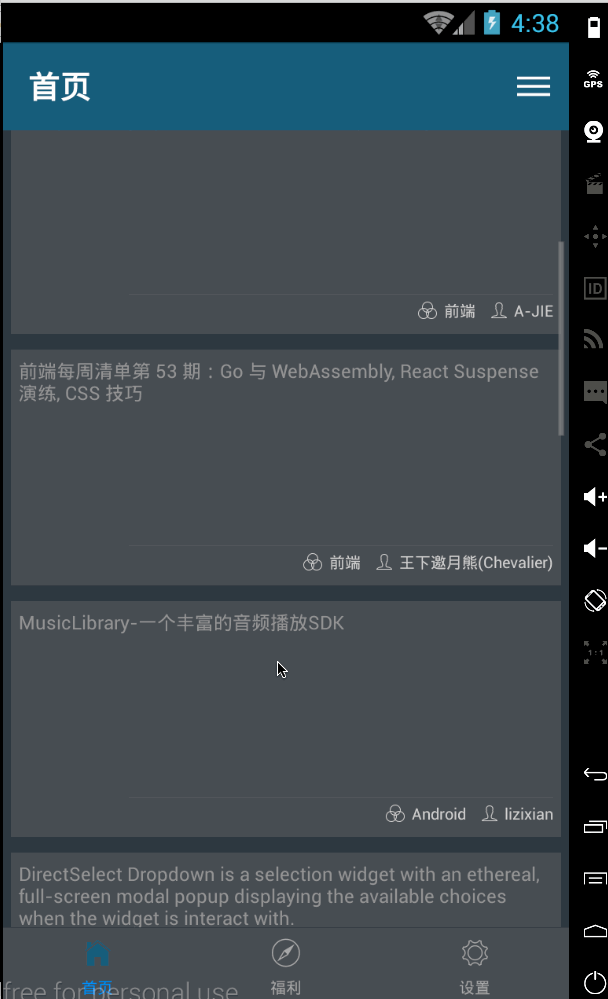 4:38
首页
GPS
前端 A-JIE
前端每周清单第 53 期：Go 与 WebAssembly, React Suspense
演练, CSS 技巧
前端 王下邀月熊(Chevalier)
ID
MusicLibrary-一个丰富的音频播放SDK
1:1
Android lizixian
DirectSelect Dropdown is a selection widget with an ethereal,
full-screen modal popup displaying the available choices
when the widget is interact with.
首页 福利 设置
free for personal use